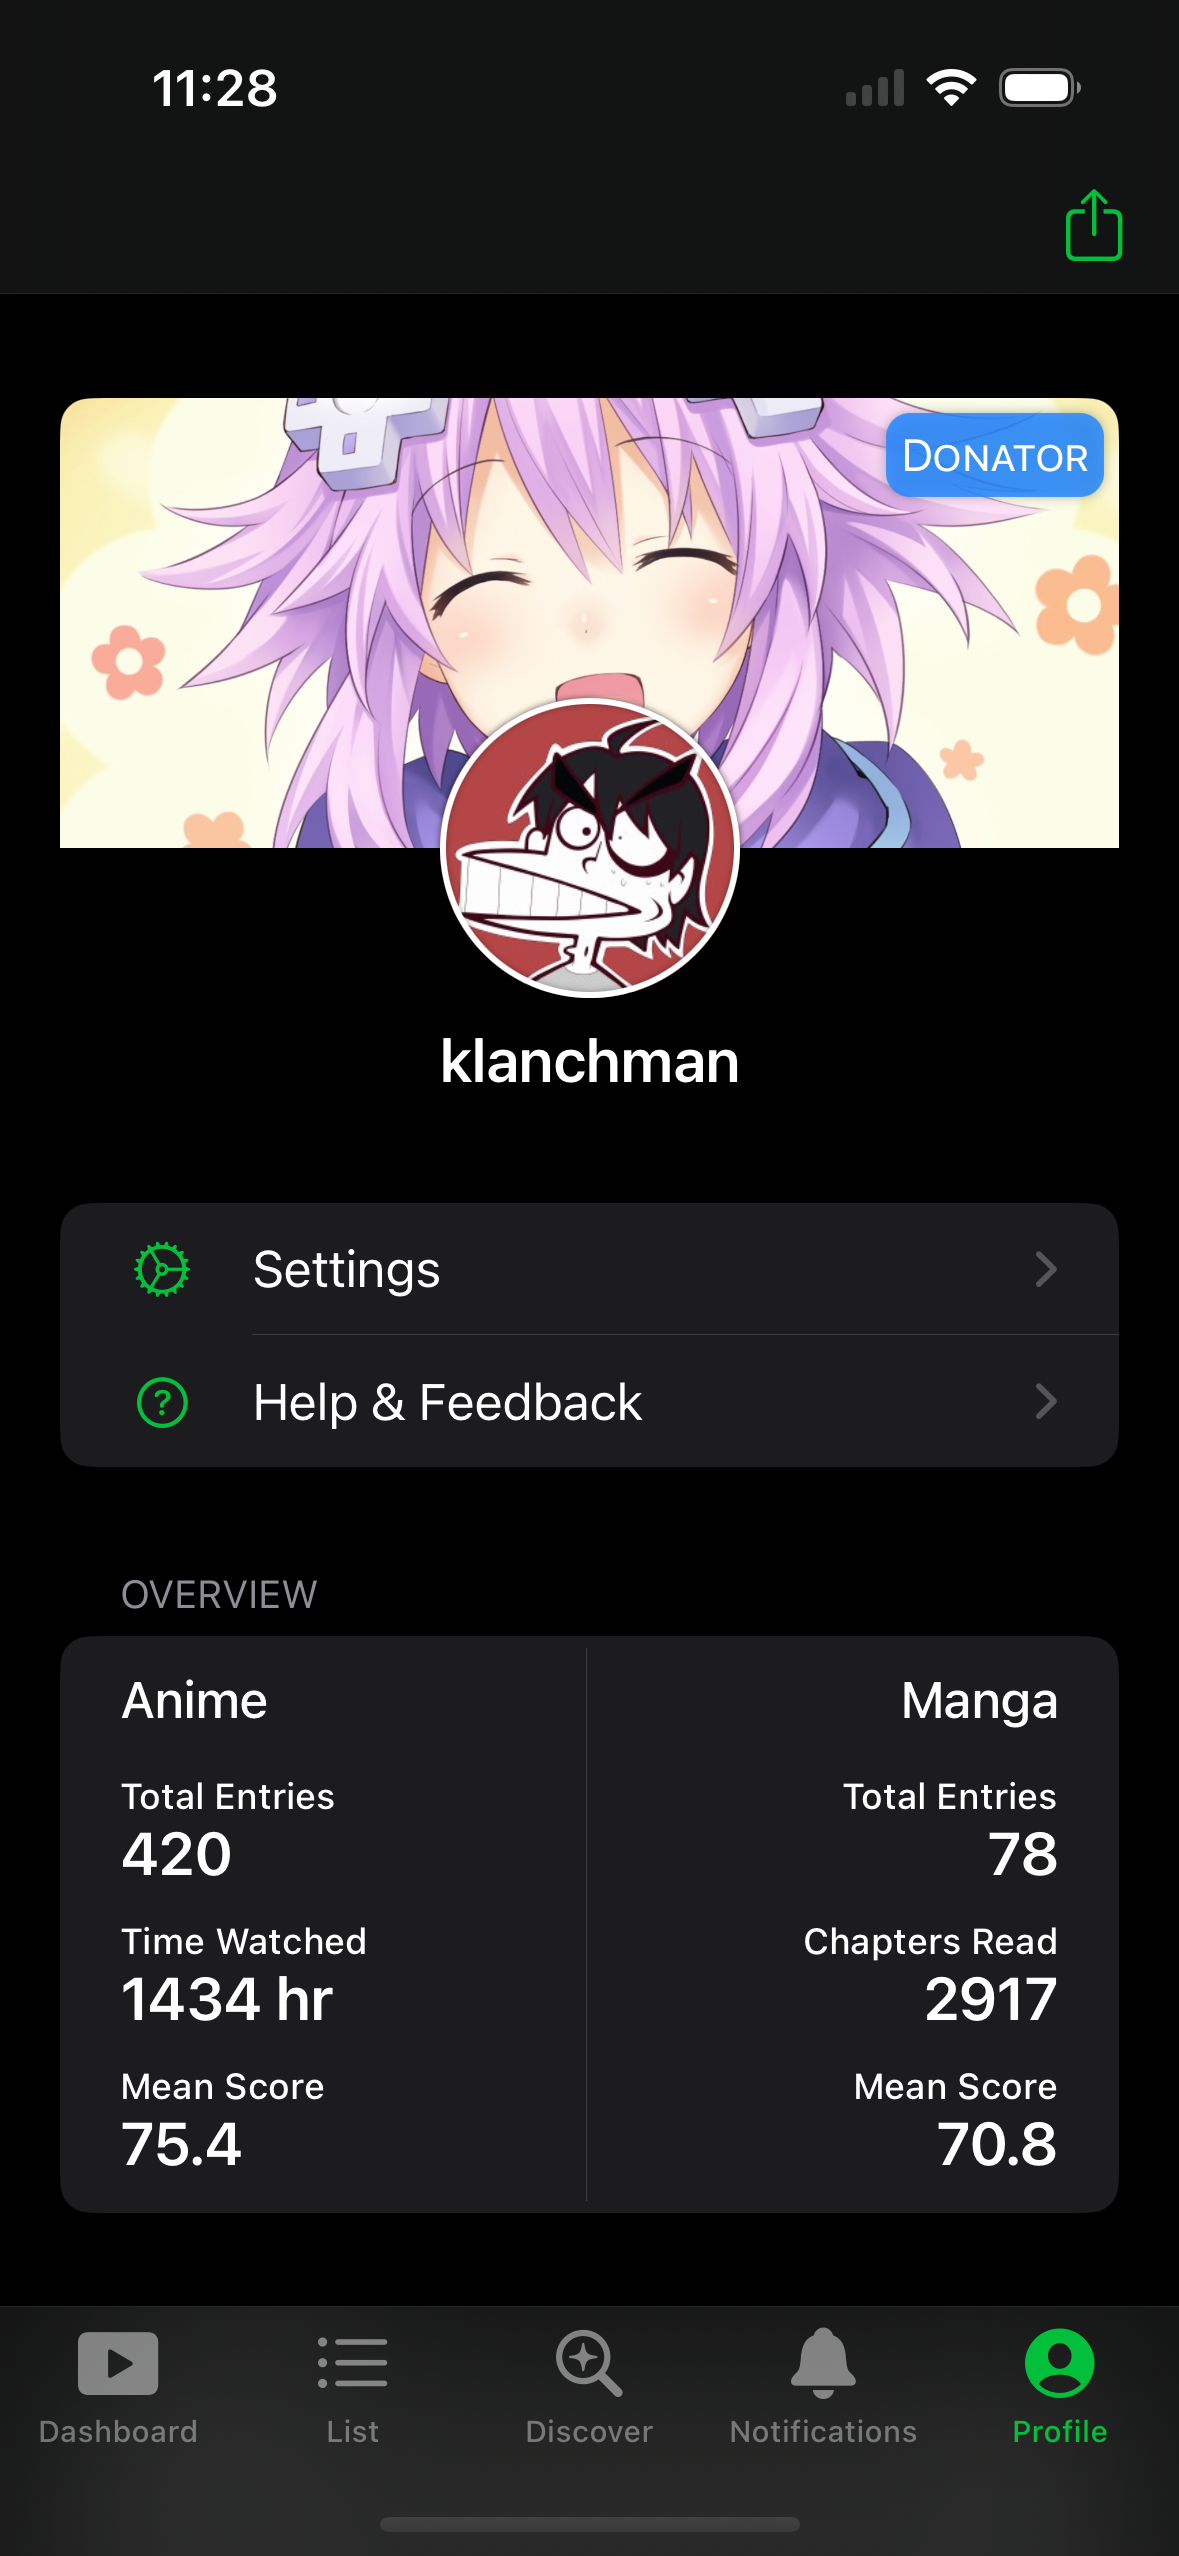 11:28
DONATOR
klanchman
Settings
Help & Feedback
OVERVIEW
Anime
Manga
Total Entries
420
Total Entries
78
Time Watched
1434 hr
Chapters Read
2917
Mean Score
75.4
Mean Score
70.8
Dashboard
List
Discover
Notifications
Profile